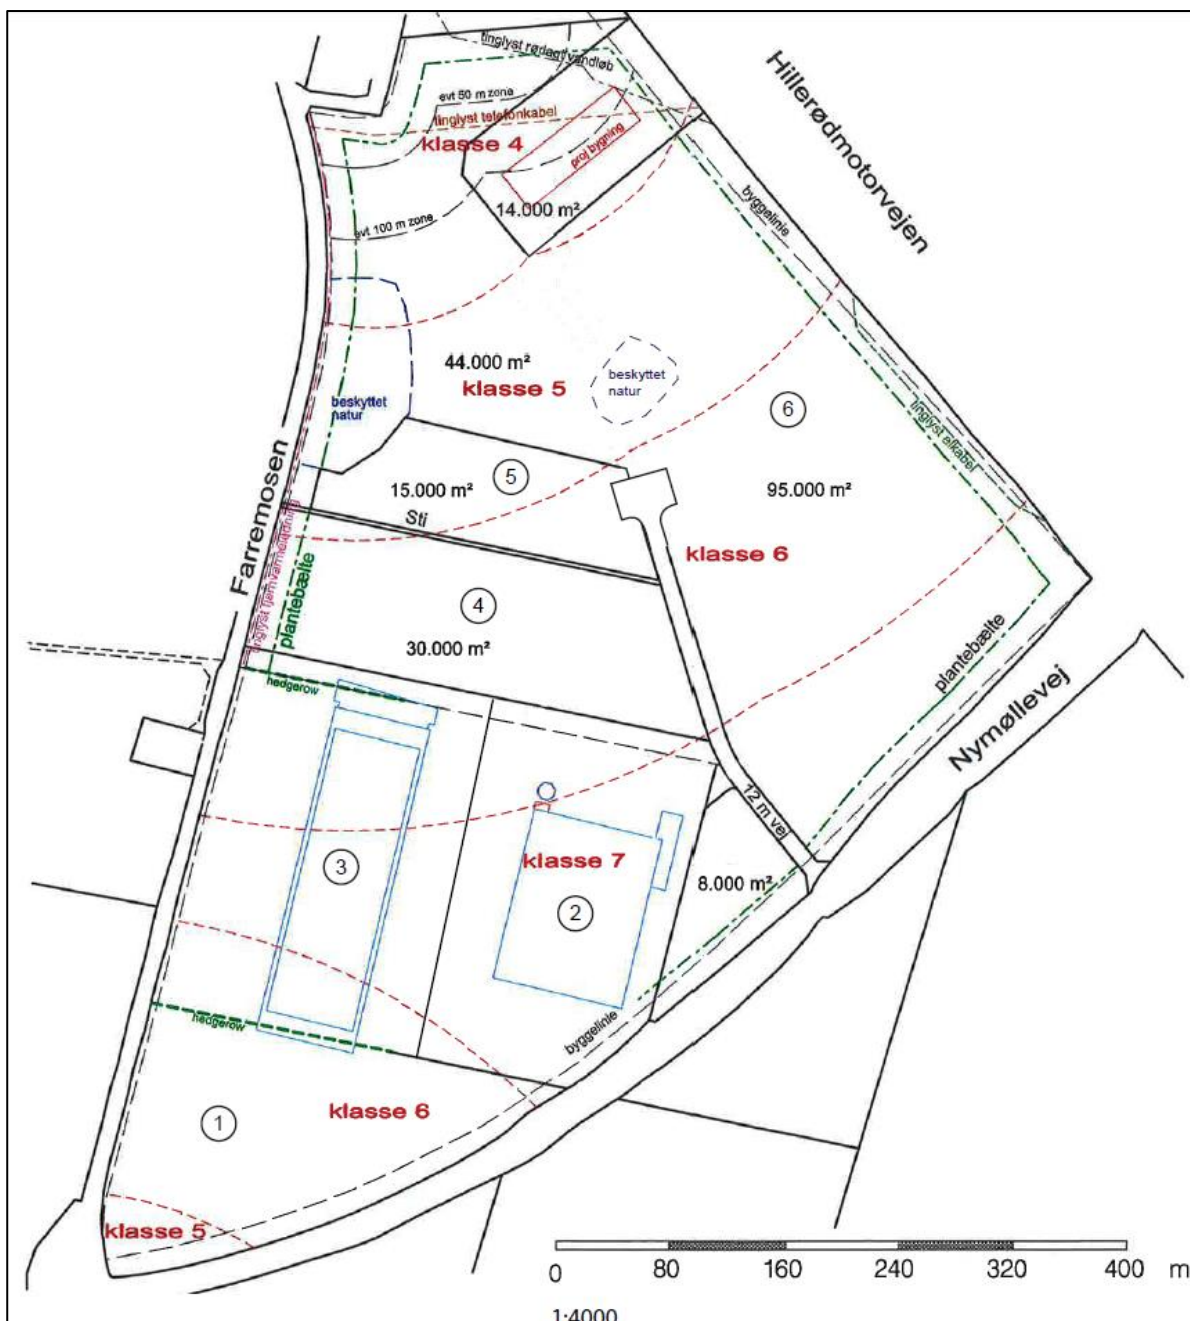 tinglyst rødagt vandløb
Hillerødmotorvejen
evt 50 m zone
tinglyst telefonkabel
klasse 4
proj bygning
14.000 m²
byggelinie
evt 100 m zone
44.000 m²
klasse 5
beskyttet
natur
beskyttet
natur
6
tinglyst elkabel
5
15.000 m²
95.000 m²
Sti
Farremosen
tinglyst fjernvarmeledning
plantebælte
klasse 6
4
30.000 m²
plantebælte
Nymøllevej
hedgerow
12 m vej
3
klasse 7
8.000 m²
2
hedgerow
byggelinie
1
klasse 6
klasse 5
0 80 160 240 320 400 m
1:4000